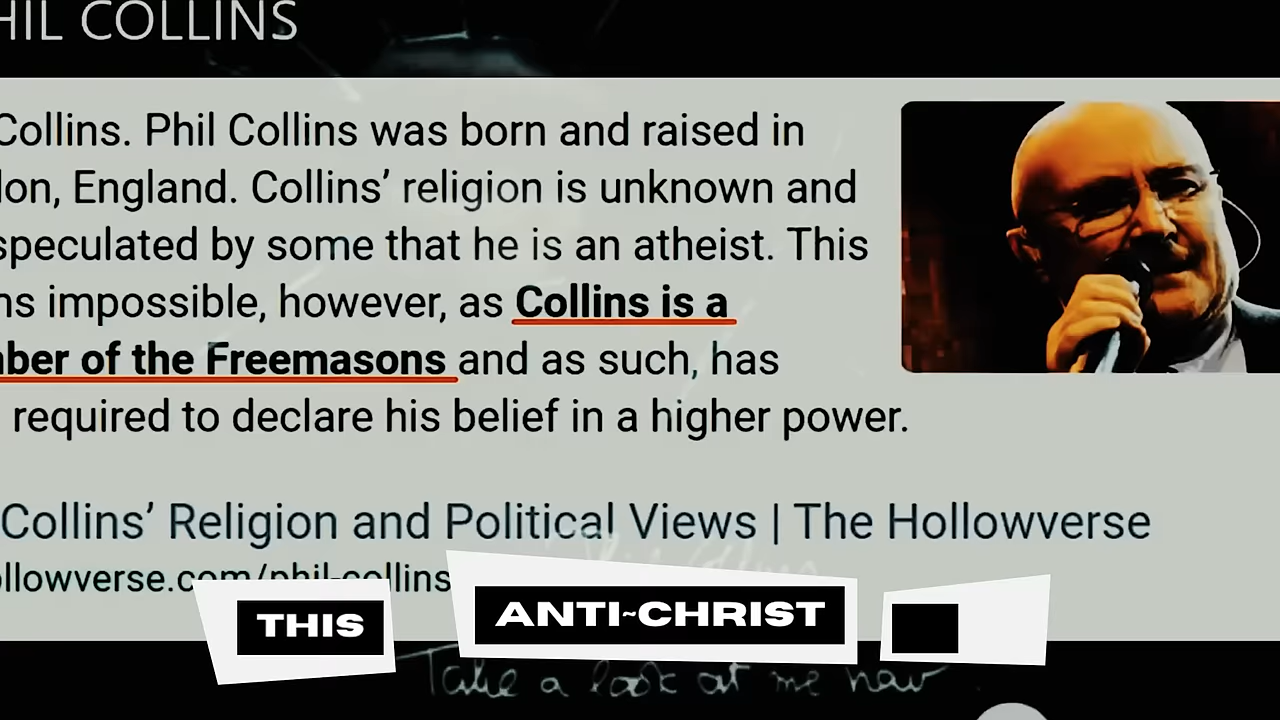 HIL COLLINS
Collins. Phil Collins was born and raised in
don, England. Collins’ religion is unknown and
speculated by some that he is an atheist. This
ms impossible, however, as Collins is a
mber of the Freemasons and as such, has
required to declare his belief in a higher power.
Collins’ Religion and Political Views | The Hollowverse
ollowverse.com/phil-collins
THIS ANTI~CHRIST
Take a look at me now